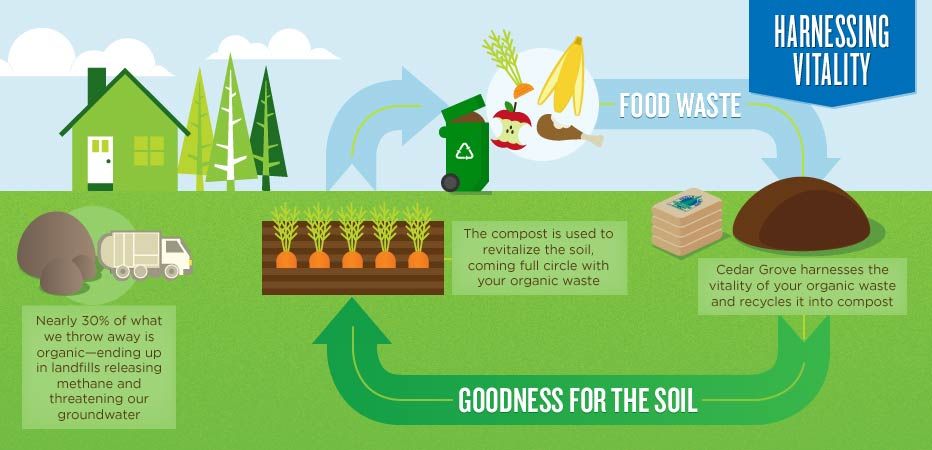 HARNESSING
VITALITY
FOOD WASTE
The compost is used to
revitalize the soil,
coming full circle with
your organic waste
Cedar Grove harnesses the
vitality of your organic waste
and recycles it into compost
Nearly 30% of what
we throw away is
organic—ending up
in landfills releasing
methane and
threatening our
groundwater
GOODNESS FOR THE SOIL